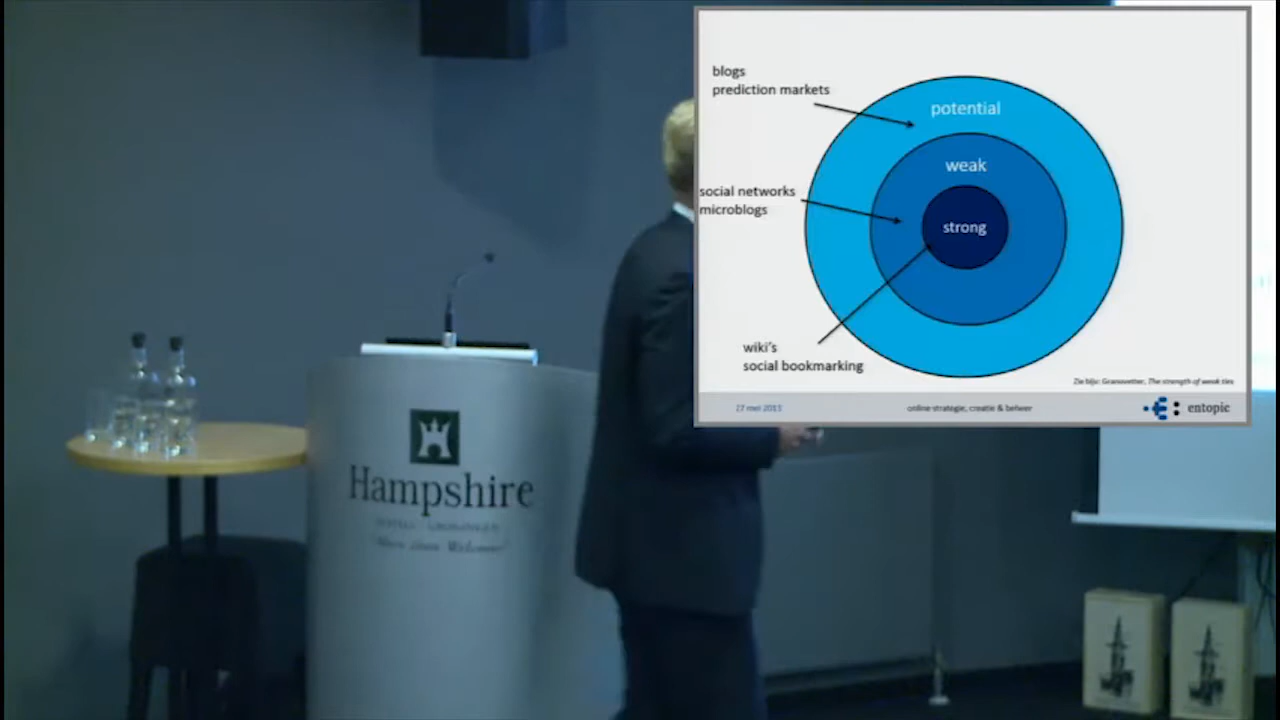 blogs
prediction markets
potential
weak
social networks
microblogs
strong
wiki's
social bookmarking
Zie bijv. Granovetter, The strength of weak ties
27 mei 2011
online strategie, creatie & beheer
entopic
Hampshire